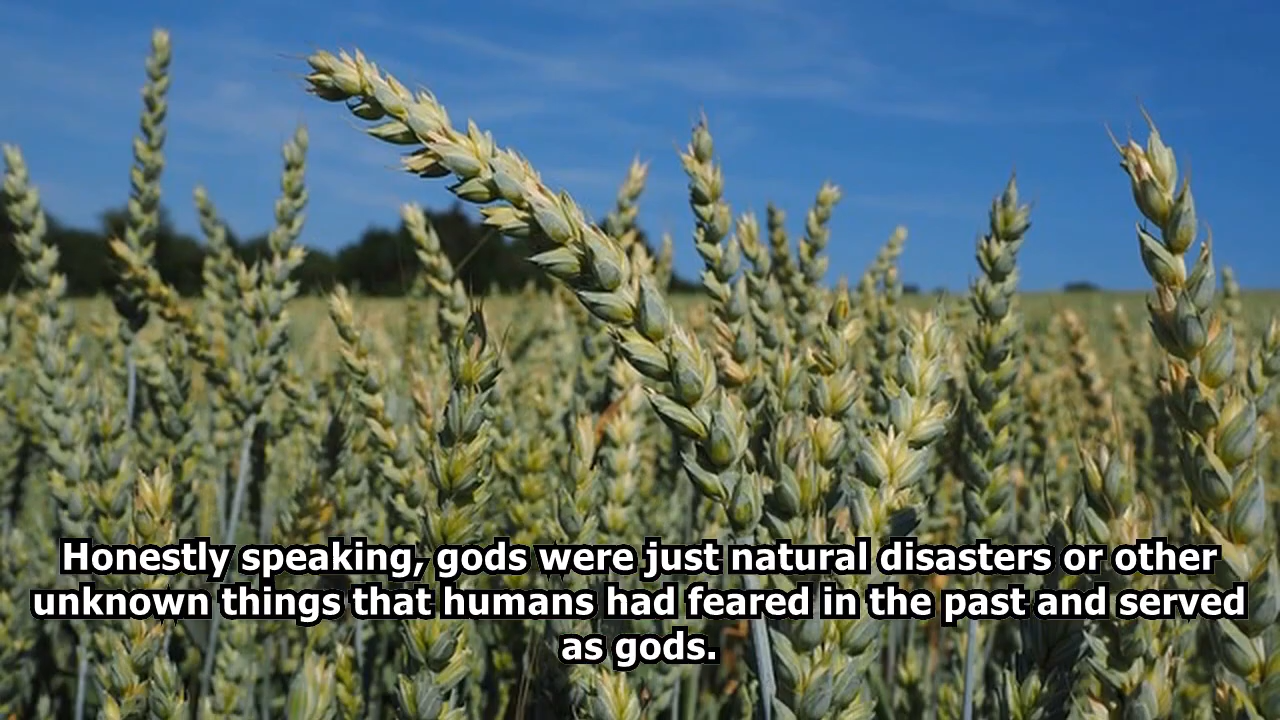 Honestly speaking, gods were just natural disasters or other
unknown things that humans had feared in the past and served
as gods.